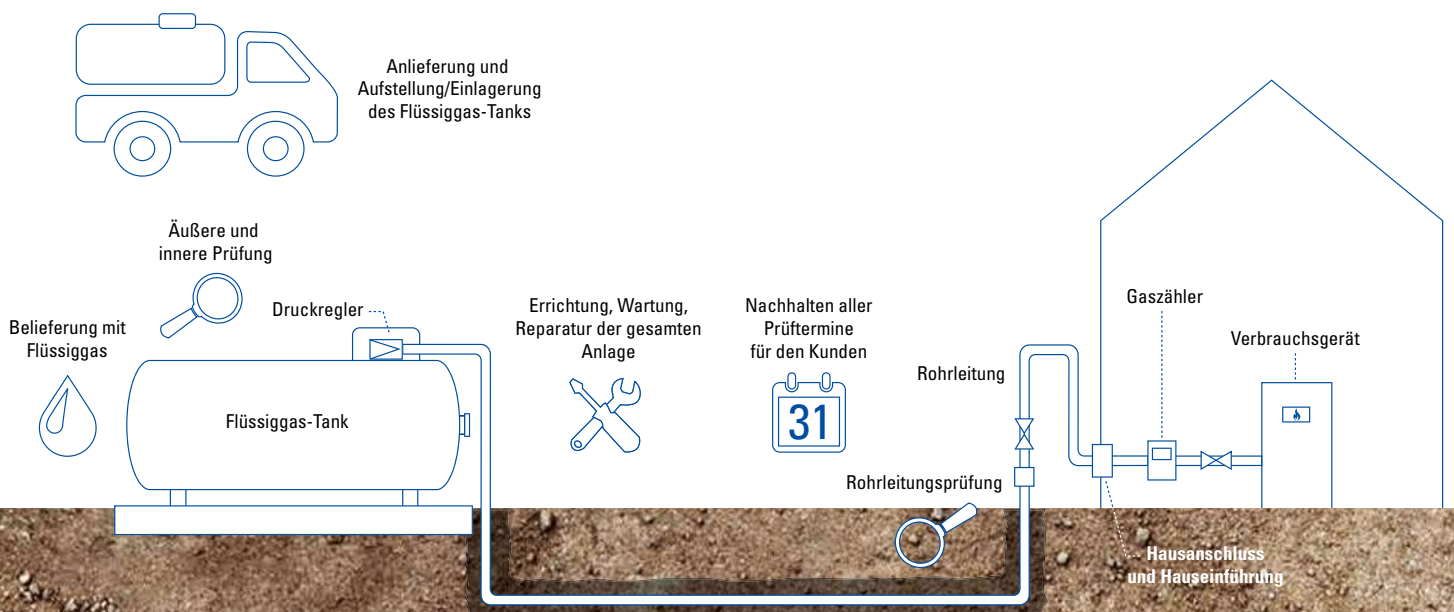 Anlieferung und
Aufstellung/Einlagerung
des Flüssiggas-Tanks
Äußere und
innere Prüfung
Druckregler
Belieferung mit
Flüssiggas
Flüssiggas-Tank
Errichtung, Wartung,
Reparatur der gesamten
Anlage
Nachhalten aller
Prüftermine
für den Kunden
31
Rohrleitung
Rohrleitungsprüfung
Gaszähler
Verbrauchsgerät
Hausanschluss
und Hauseinführung